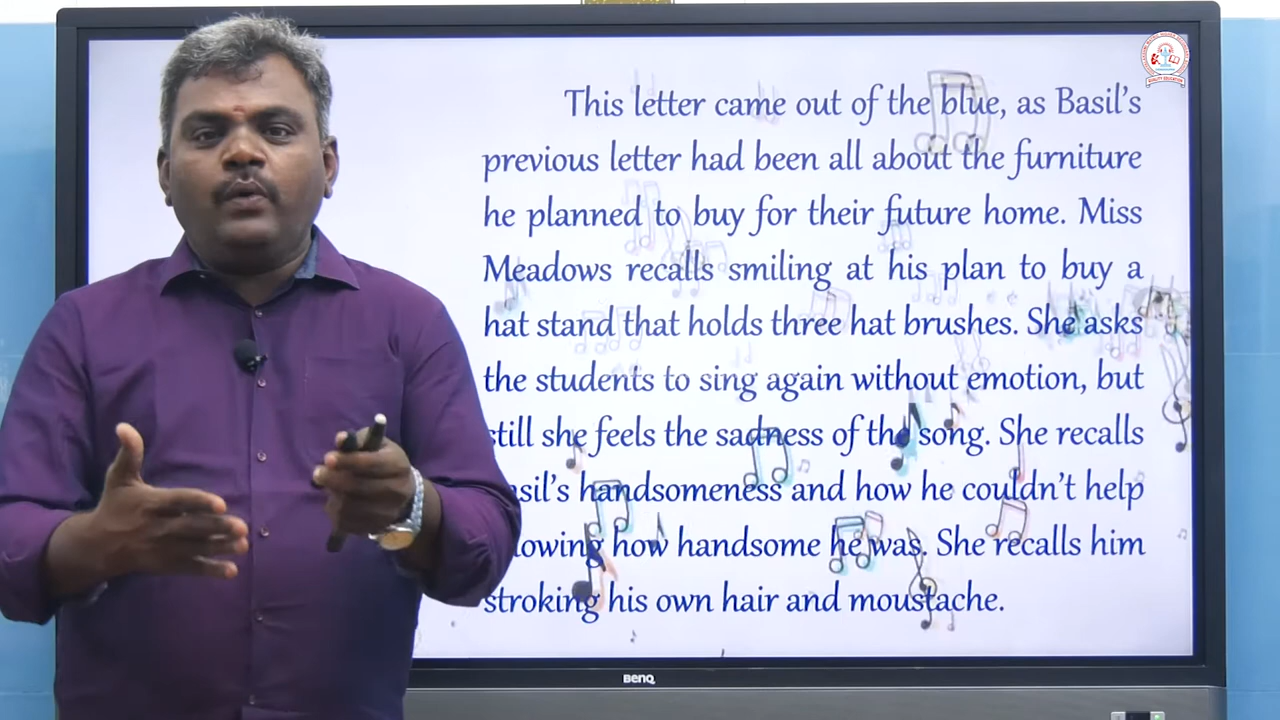 This letter came out of the blue, as Basil's
previous letter had been all about the furniture
he planned to buy for their future home. Miss
Meadows recalls smiling at his plan to buy a
hat stand that holds three hat brushes. She asks
the students to sing again without emotion, but
still she feels the sadness of the song. She recalls
handsomeness and how he couldn't help
how handsome he was. She recalls him
stroking his own hair and moustache.
BenQ
QUALITY EDUCATION